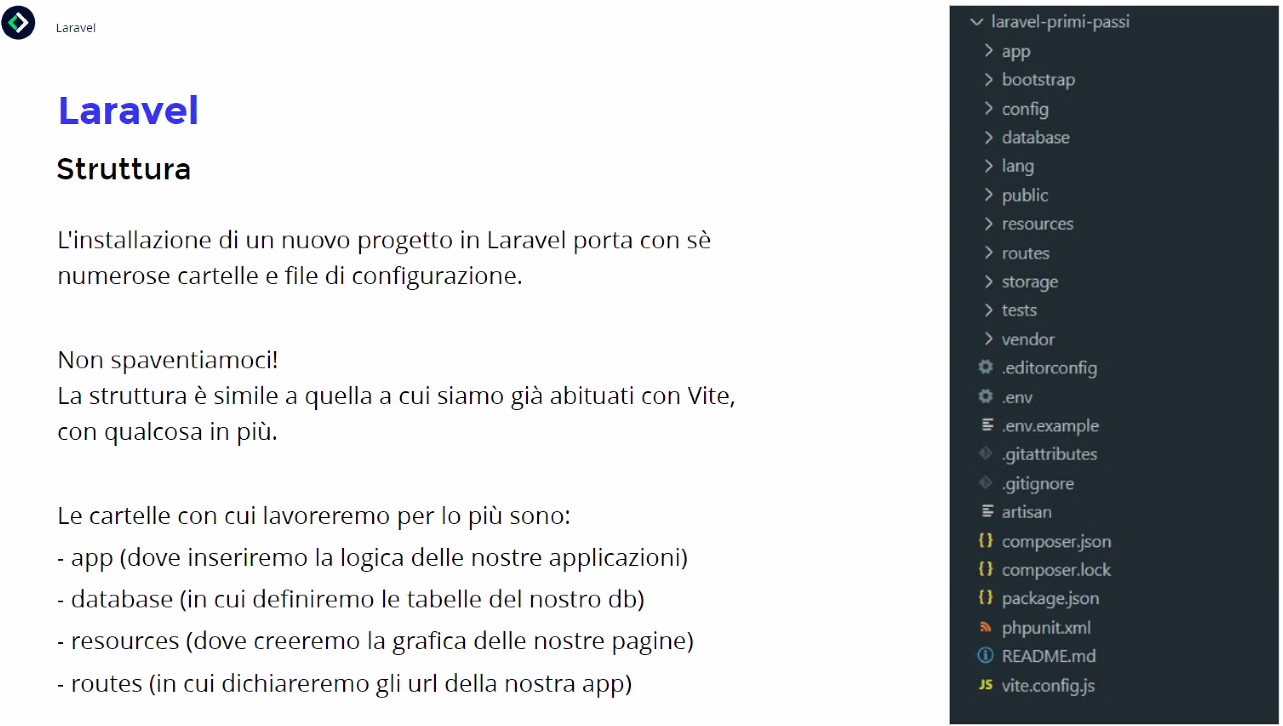 Laravel
Laravel
Struttura
L'installazione di un nuovo progetto in Laravel porta con sè
numerose cartelle e file di configurazione.
Non spaventiamoci!
La struttura è simile a quella a cui siamo già abituati con Vite,
con qualcosa in più.
Le cartelle con cui lavoreremo per lo più sono:
- app (dove inseriremo la logica delle nostre applicazioni)
- database (in cui definiremo le tabelle del nostro db)
- resources (dove creeremo la grafica delle nostre pagine)
- routes (in cui dichiareremo gli url della nostra app)
laravel-primi-passi
app
bootstrap
config
database
lang
public
resources
routes
storage
tests
vendor
.editorconfig
.env
.env.example
.gitattributes
.gitignore
artisan
{} composer.json
{} composer.lock
{} package.json
phpunit.xml
README.md
JS vite.config.js